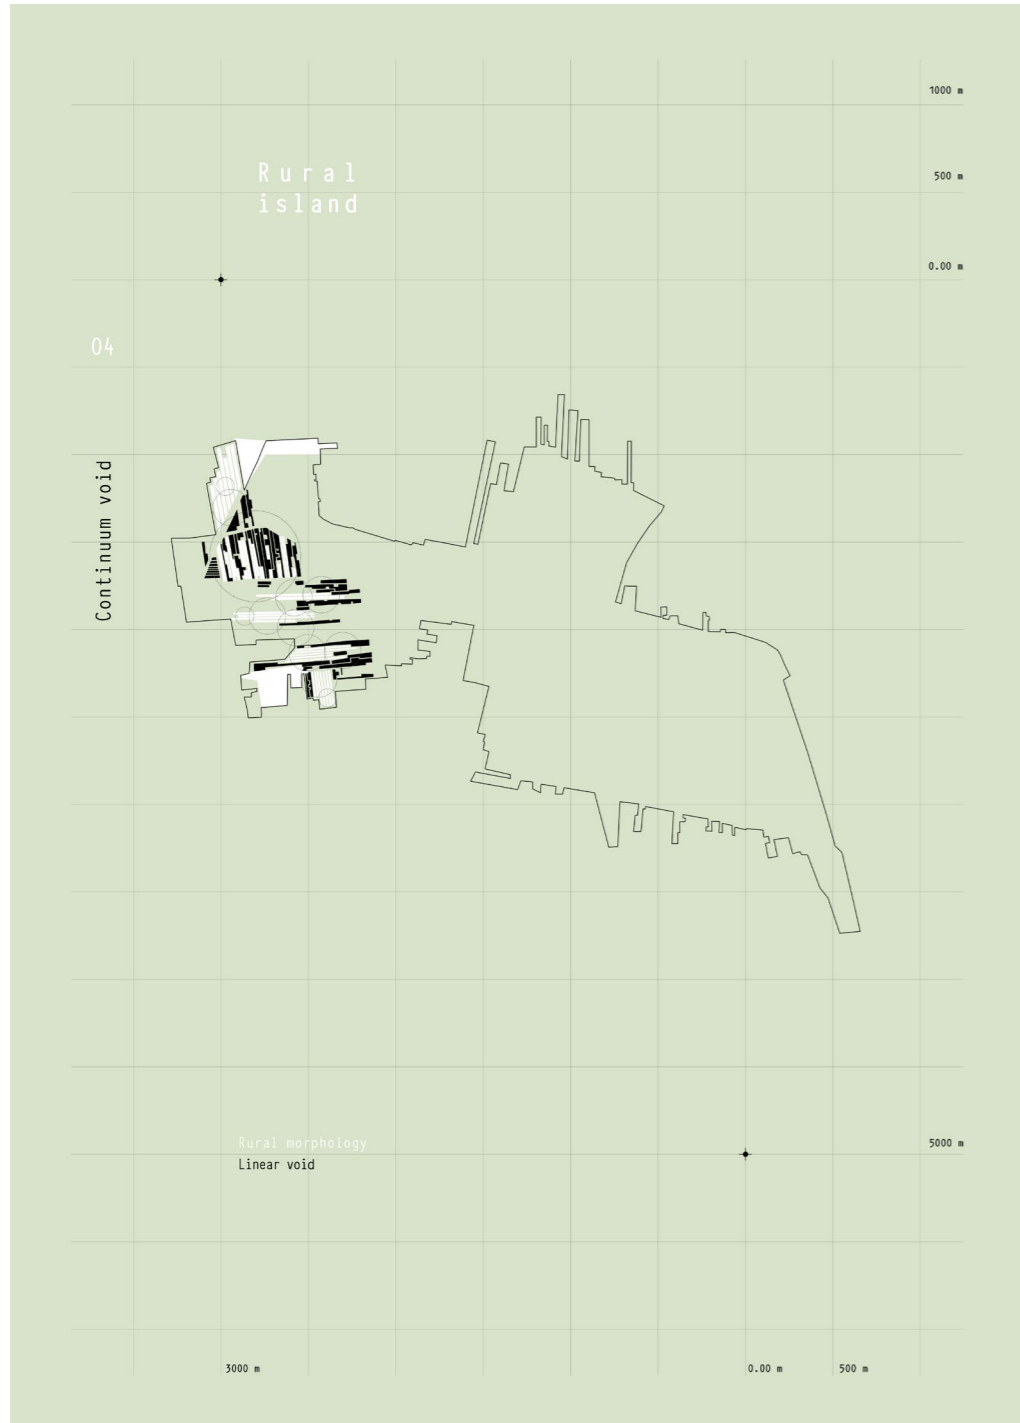 1000 m
Rural
island
500 m
0.00 m
04
Continuum void
Rural morphology
Linear void
5000 m
3000 m
0.00 m
500 m